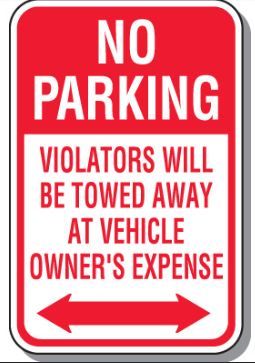 NO
PARKING
VIOLATORS WILL
BE TOWED AWAY
AT VEHICLE
OWNER'S EXPENSE